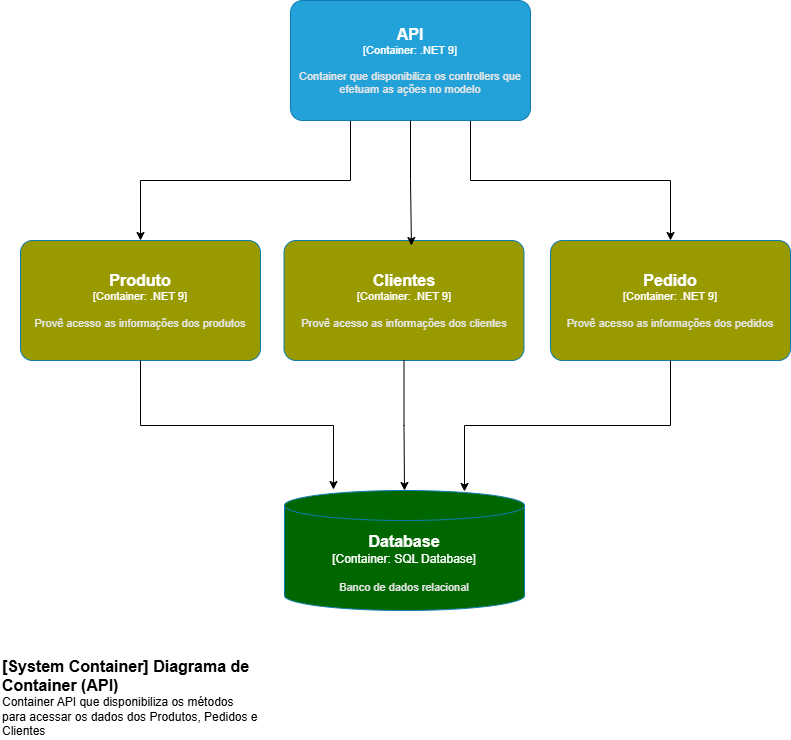 API
[Container: .NET 9]
Container que disponibiliza os controllers que
efetuam as ações no modelo
Produto
[Container: .NET 9]
Provê acesso as informações dos produtos
Clientes
[Container: .NET 9]
Provê acesso as informações dos clientes
Pedido
[Container: .NET 9]
Provê acesso as informações dos pedidos
Database
[Container: SQL Database]
Banco de dados relacional
[System Container] Diagrama de
Container (API)
Container API que disponibiliza os métodos
para acessar os dados dos Produtos, Pedidos e
Clientes